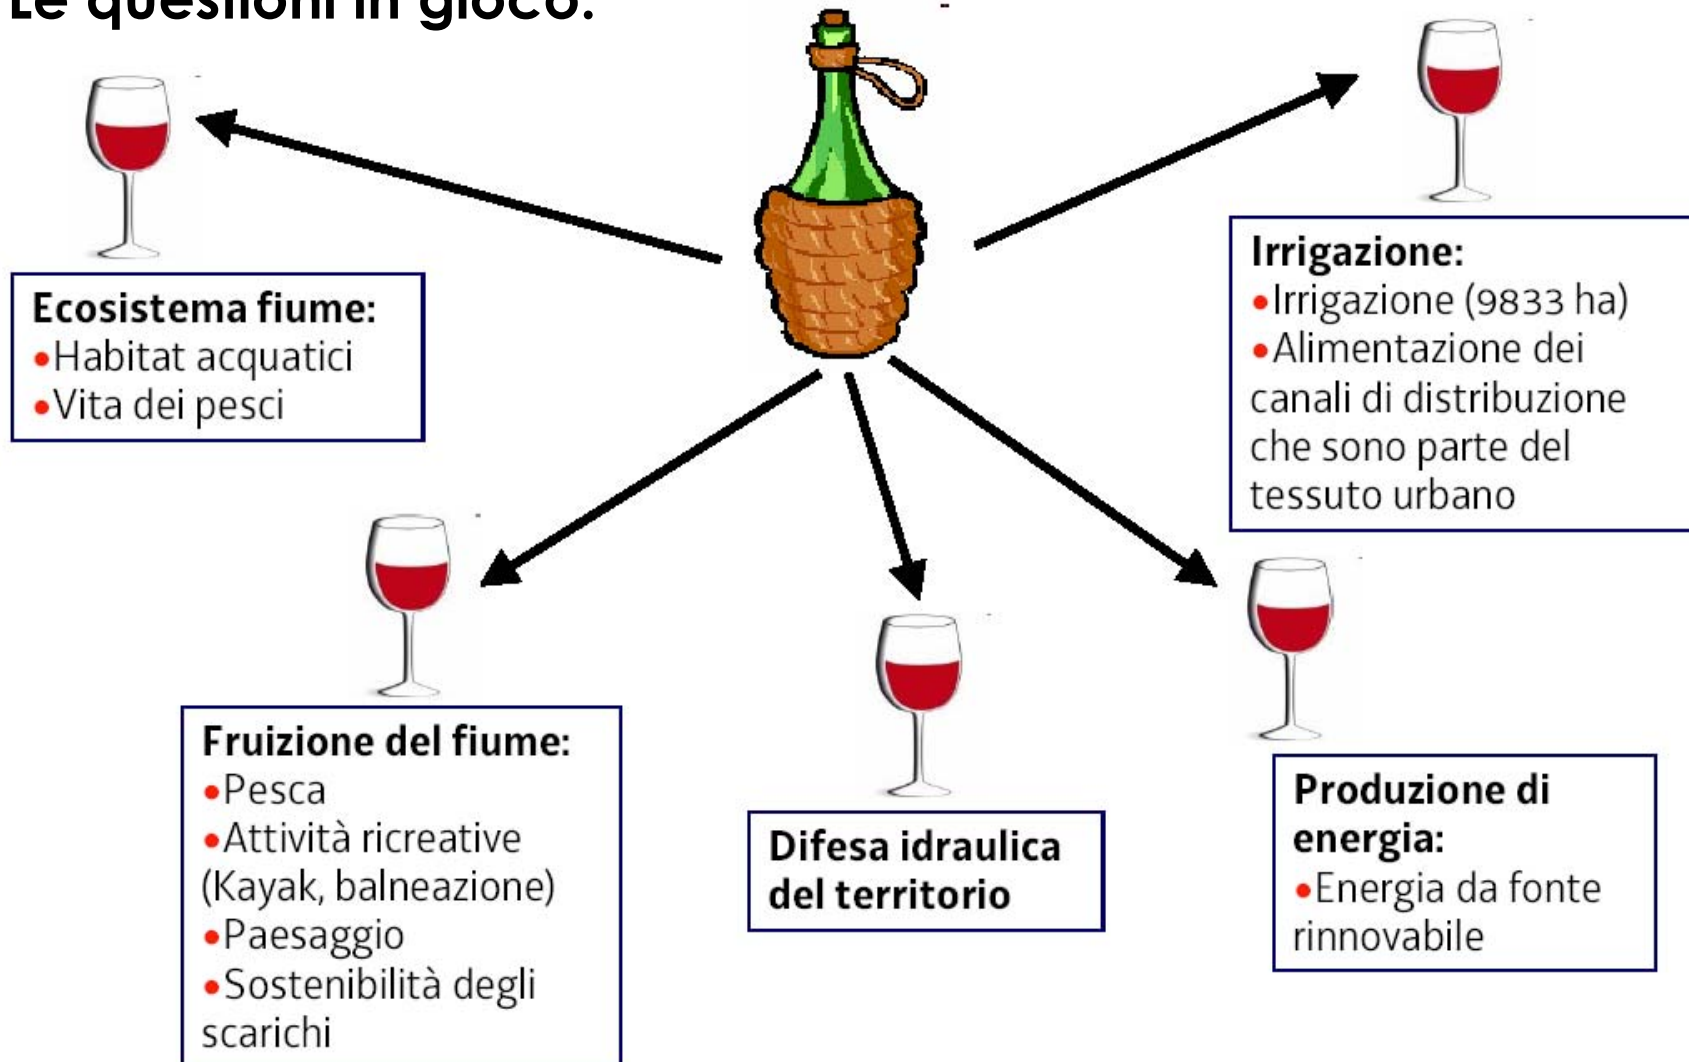 Le questioni in gioco:
Ecosistema fiume:
•Habitat acquatici
•Vita dei pesci
Irrigazione:
•Irrigazione (9833 ha)
•Alimentazione dei
canali di distribuzione
che sono parte del
tessuto urbano
Fruizione del fiume:
•Pesca
•Attività ricreative
(Kayak, balneazione)
•Paesaggio
•Sostenibilità degli
scarichi
Difesa idraulica
del territorio
Produzione di
energia:
•Energia da fonte
rinnovabile